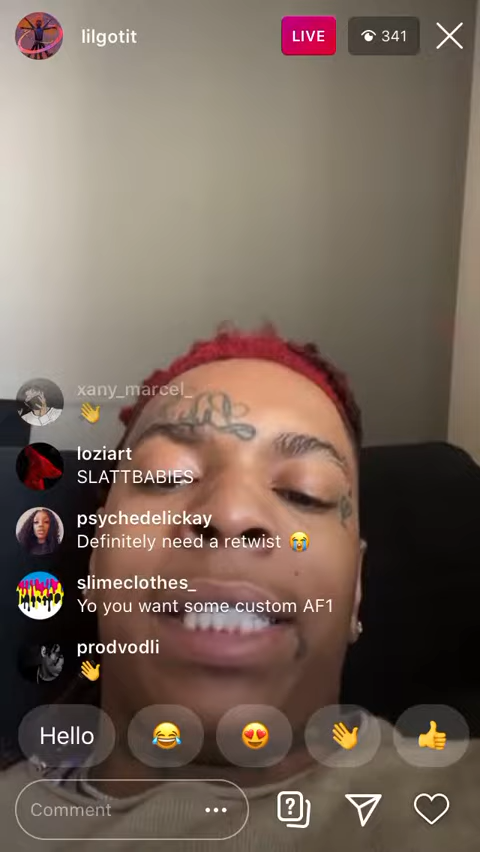 lilgotit
LIVE
341
xany_marcel_
👋
loziart
SLATTBABIES
psychedelickay
Definitely need a retwist 😭
slimeclothes_
Yo you want some custom AF1
prodvodli
👋
Hello 😂 😍 👋 👍
Comment